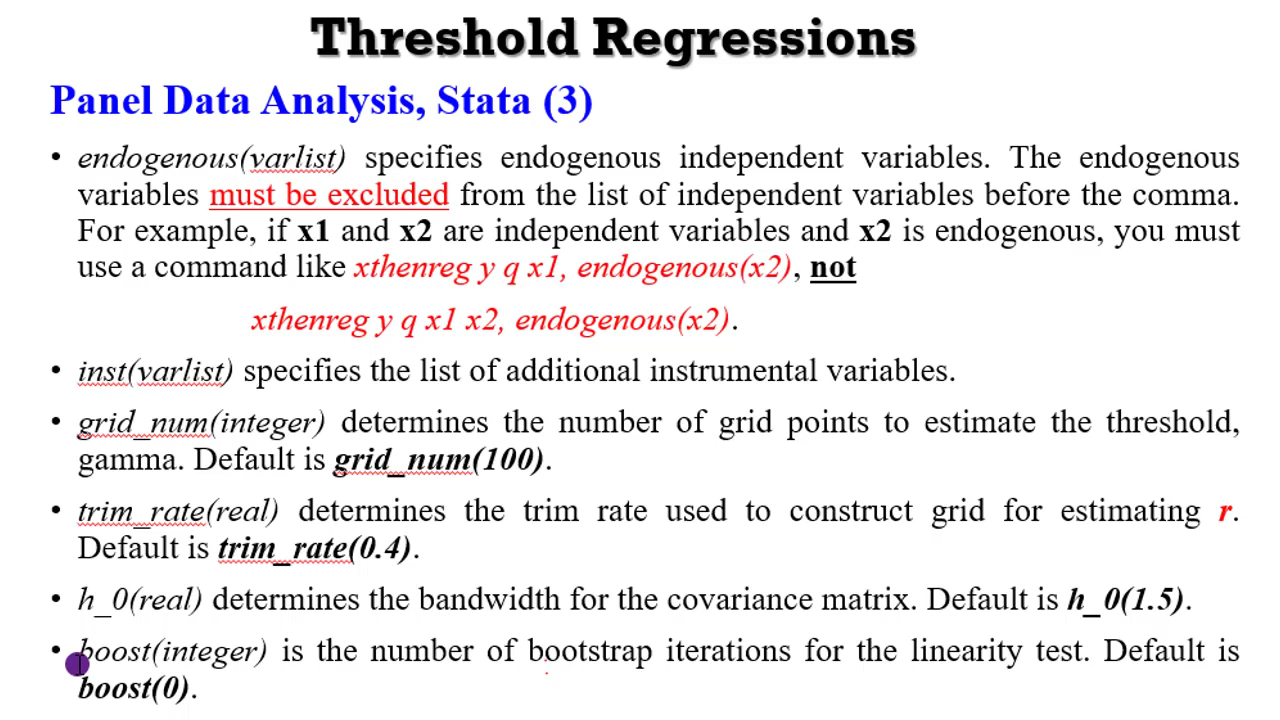 Threshold Regressions
Panel Data Analysis, Stata (3)
• endogenous(varlist) specifies endogenous independent variables. The endogenous
variables must be excluded from the list of independent variables before the comma.
For example, if x1 and x2 are independent variables and x2 is endogenous, you must
use a command like xthenreg y q x1, endogenous(x2), not
xthenreg y q x1 x2, endogenous(x2).
• inst(varlist) specifies the list of additional instrumental variables.
• grid_num(integer) determines the number of grid points to estimate the threshold,
gamma. Default is grid_num(100).
• trim_rate(real) determines the trim rate used to construct grid for estimating r.
Default is trim_rate(0.4).
• h_0(real) determines the bandwidth for the covariance matrix. Default is h_0(1.5).
• boost(integer) is the number of bootstrap iterations for the linearity test. Default is
boost(0).